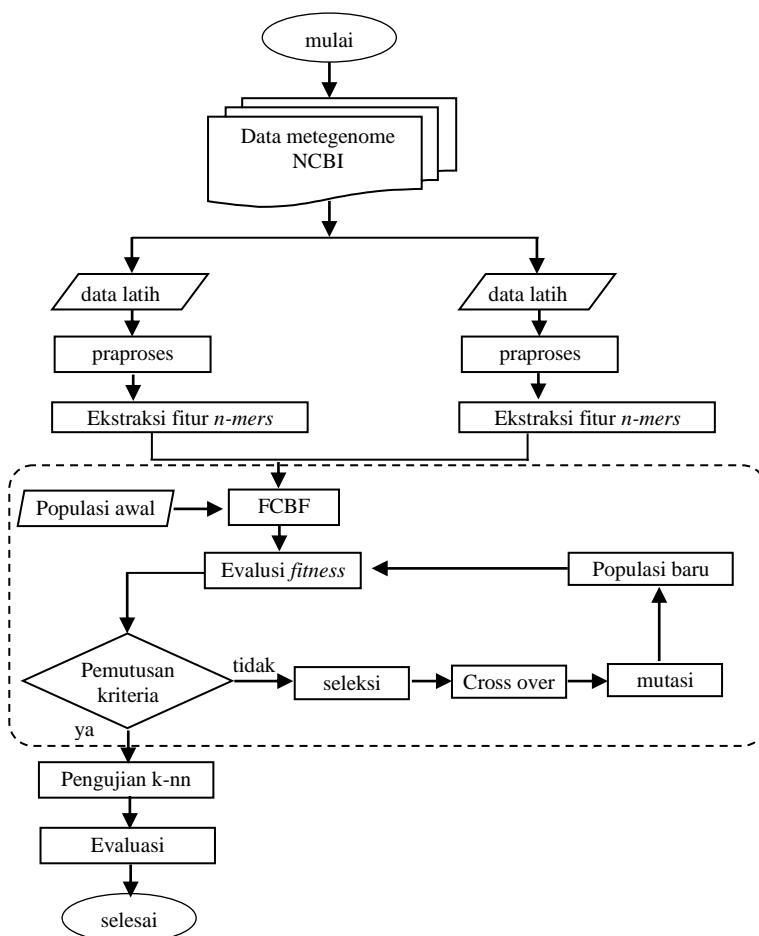 mulai
Data metegenome
NCBI
data latih
data latih
praproses
praproses
Ekstraksi fitur n-mers
Ekstraksi fitur n-mers
Populasi awal
FCBF
Evalusi fitness
Populasi baru
Pemutusan
kriteria
tidak
seleksi
Cross over
mutasi
ya
Pengujian k-nn
Evaluasi
selesai